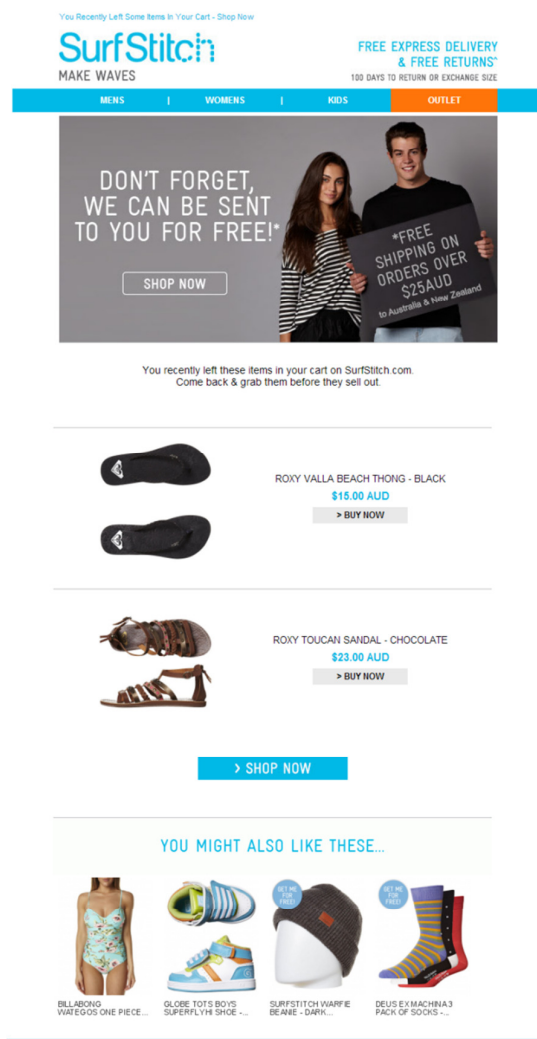 You Recently Left Some Items In Your Cart - Shop Now
SurfStitch
MAKE WAVES
FREE EXPRESS DELIVERY
& FREE RETURNS^
100 DAYS TO RETURN OR EXCHANGE SIZE
MENS | WOMENS | KIDS OUTLET
DON'T FORGET,
WE CAN BE SENT
TO YOU FOR FREE!*
SHOP NOW
*FREE
SHIPPING ON
ORDERS OVER
$25AUD
to Australia & New Zealand
You recently left these items in your cart on SurfStitch.com.
Come back & grab them before they sell out.
ROXY VALLA BEACH THONG - BLACK
$15.00 AUD
> BUY NOW
ROXY TOUCAN SANDAL - CHOCOLATE
$23.00 AUD
> BUY NOW
> SHOP NOW
YOU MIGHT ALSO LIKE THESE...
GET ME
FOR
FREE!
GET ME
FOR
FREE!
BILLABONG
WATEGOS ONE PIECE...
GLOBE TOTS BOYS
SUPERFLYHI SHOE -...
SURFSTITCH WARFIE
BEANIE - DARK...
DEUS EX MACHINA 3
PACK OF SOCKS -...